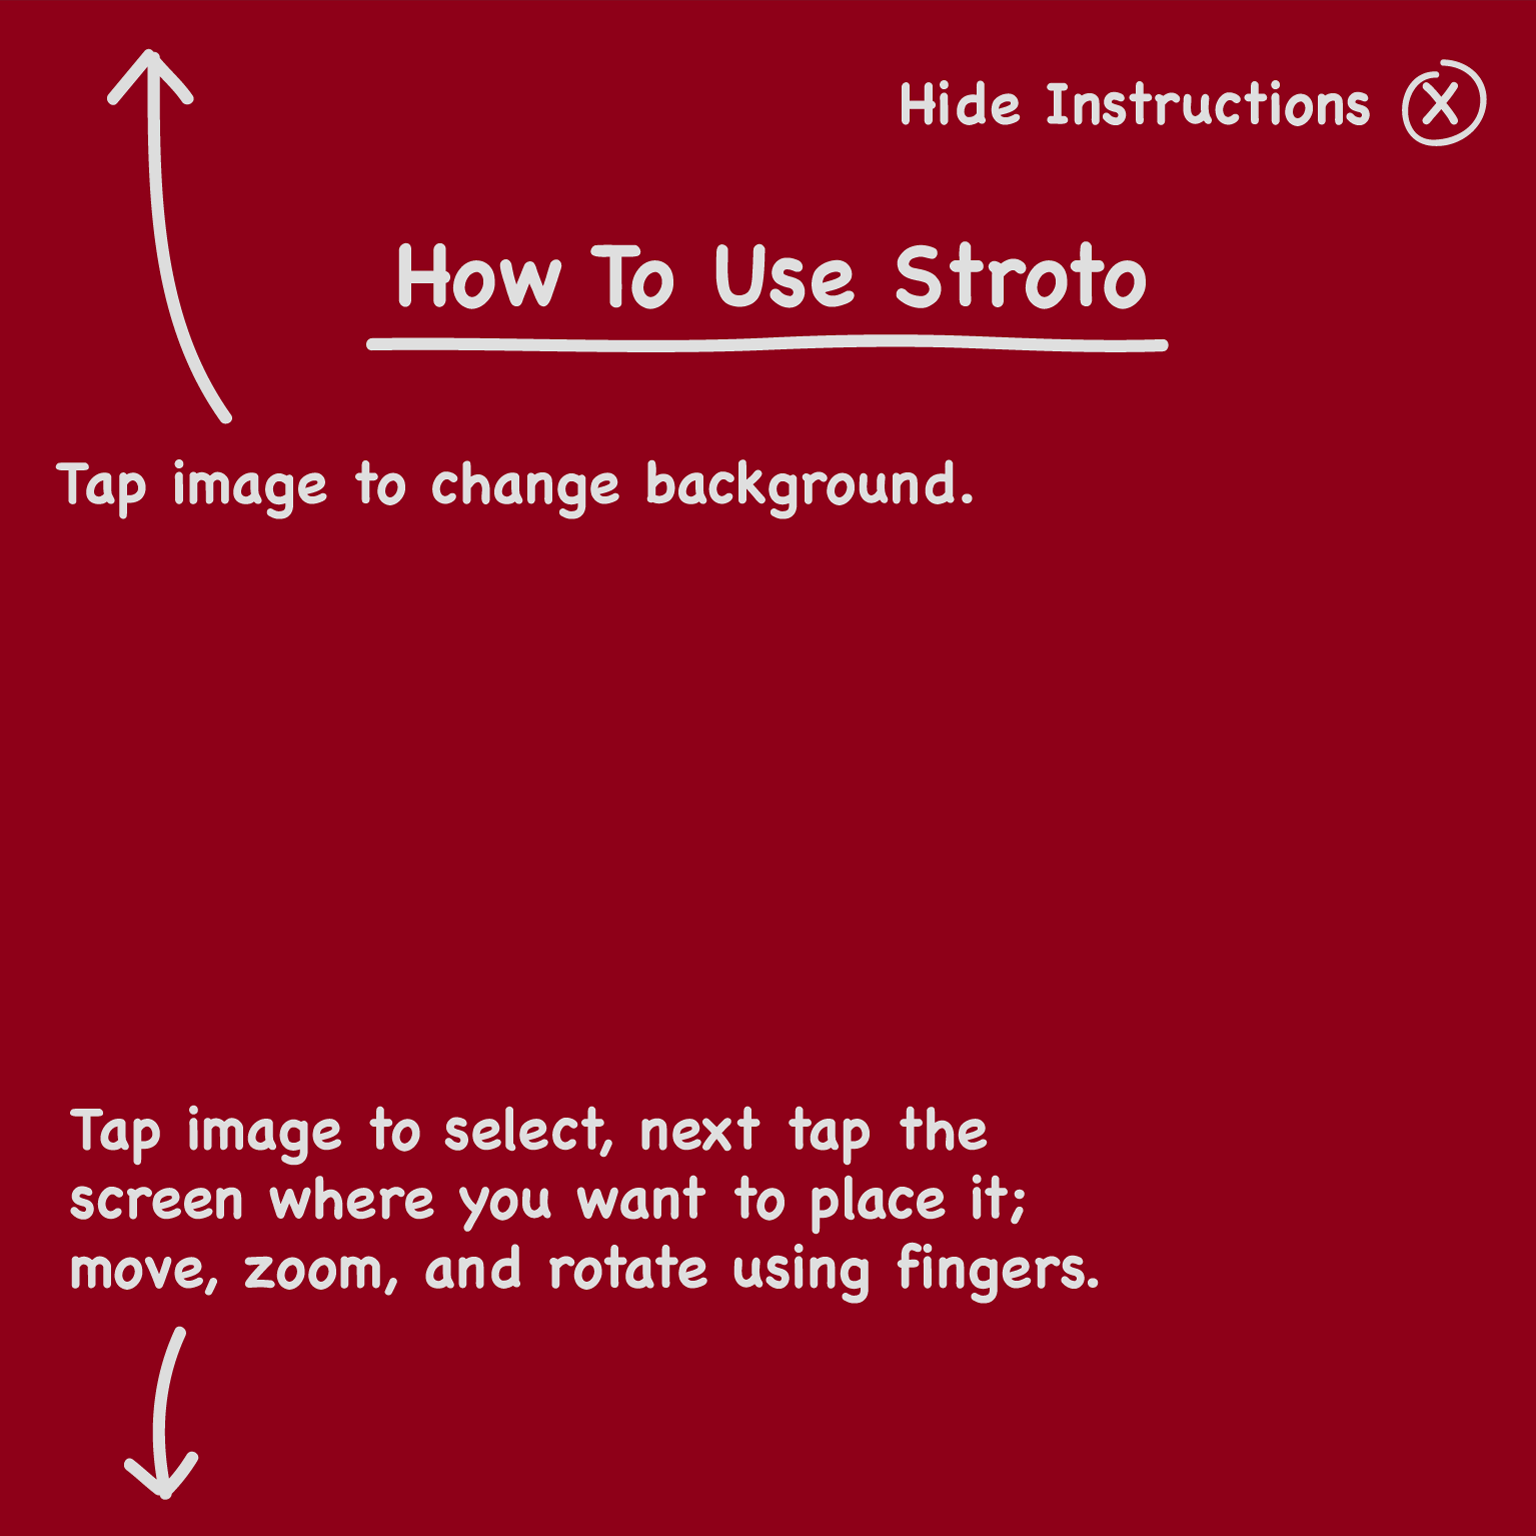 Hide Instructions X
How To Use Stroto
Tap image to change background.
Tap image to select, next tap the
screen where you want to place it;
move, zoom, and rotate using fingers.